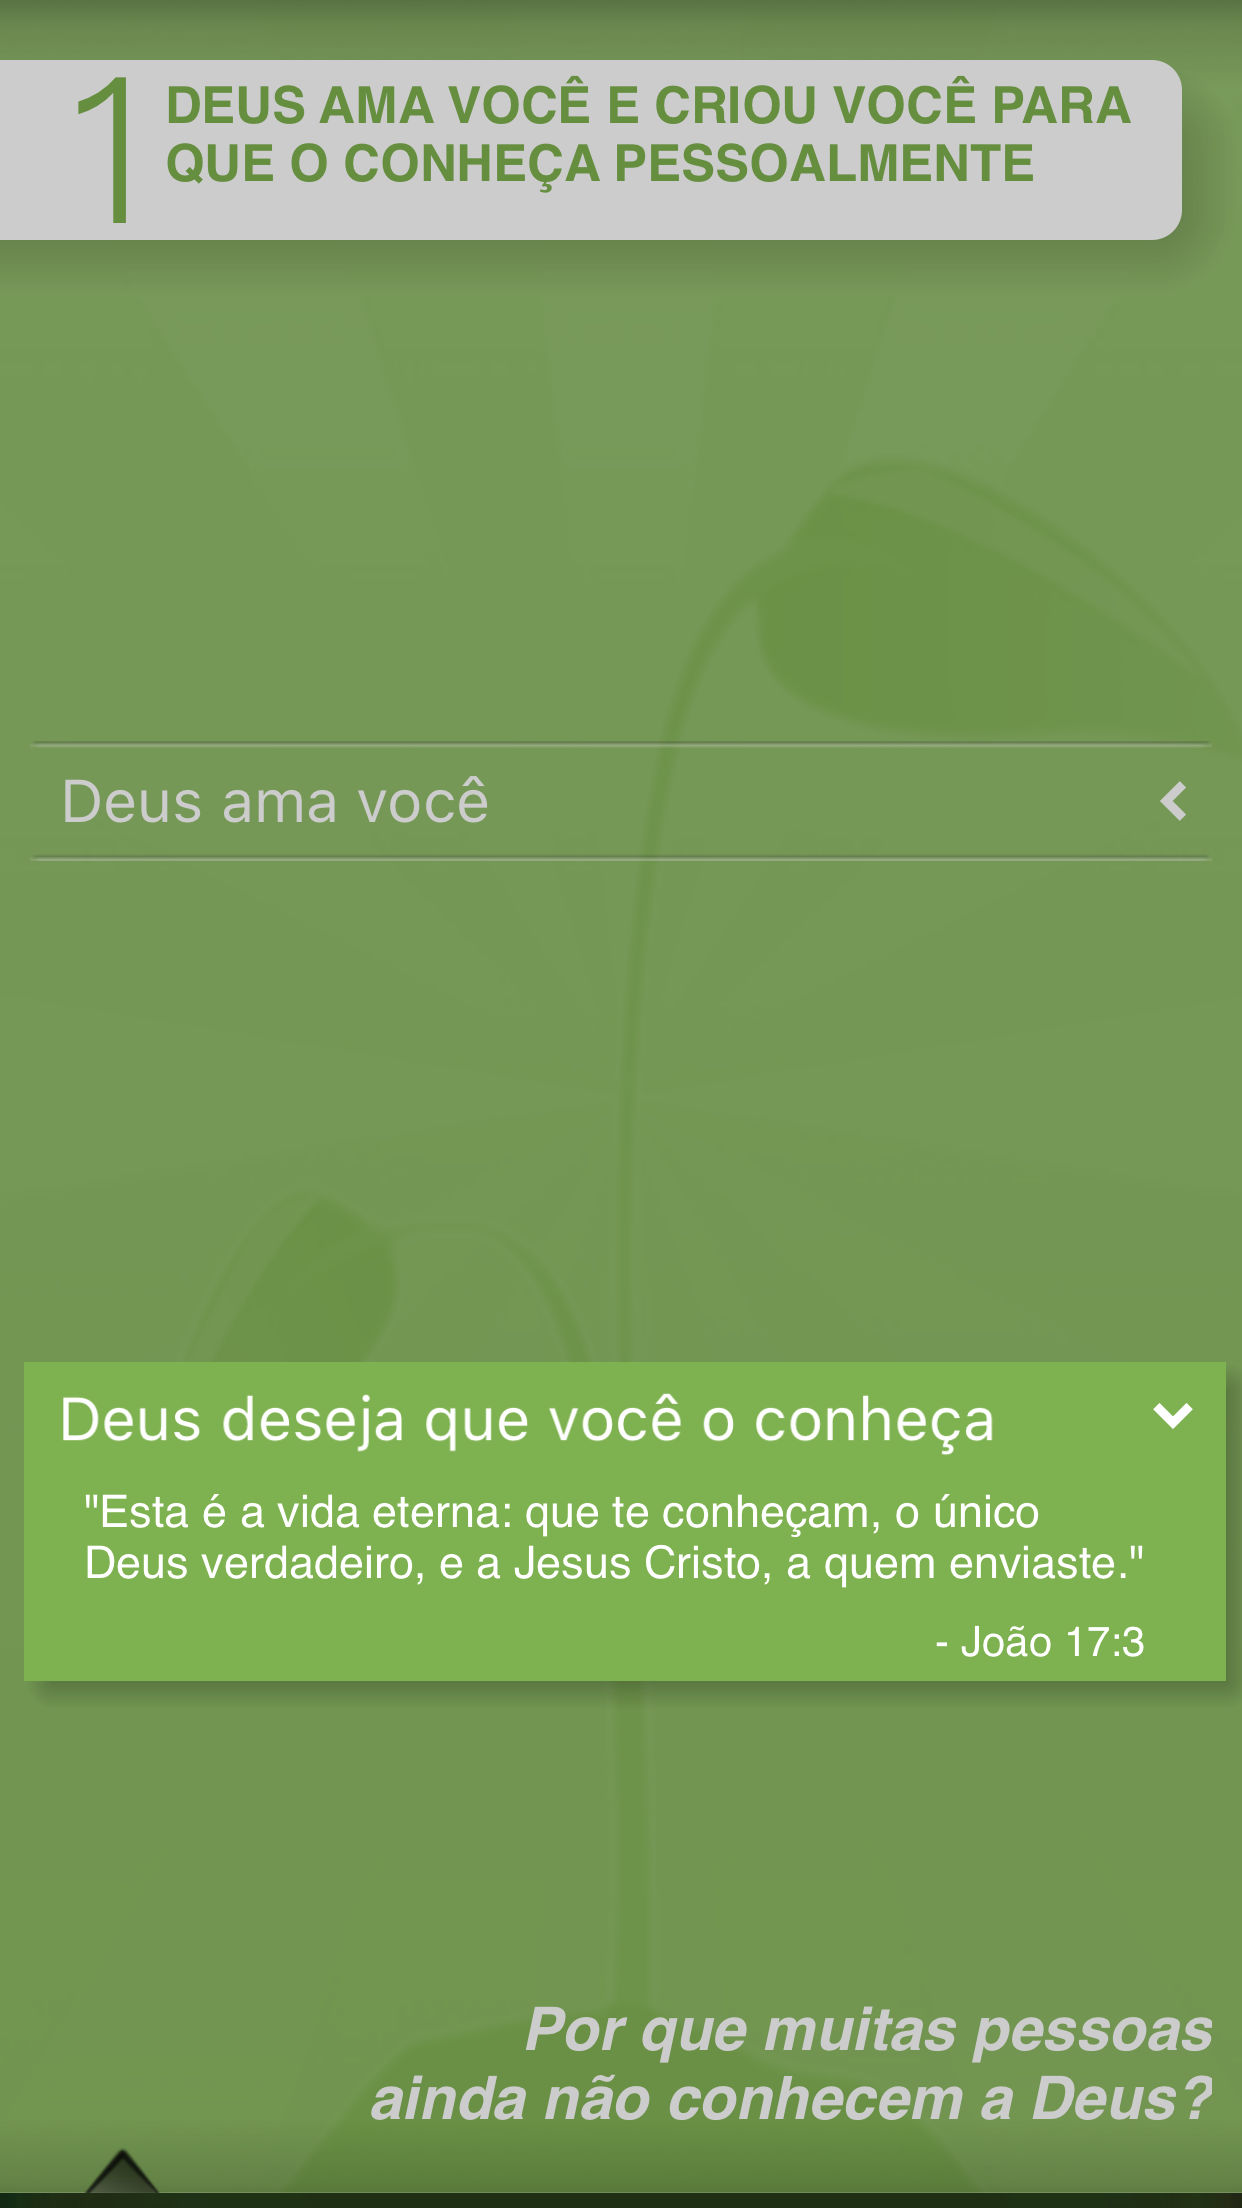 1
DEUS AMA VOCÊ E CRIOU VOCÊ PARA
QUE O CONHEÇA PESSOALMENTE
Deus ama você
Deus deseja que você o conheça
"Esta é a vida eterna: que te conheçam, o único
Deus verdadeiro, e a Jesus Cristo, a quem enviaste."
- João 17:3
Por que muitas pessoas
ainda não conhecem a Deus?